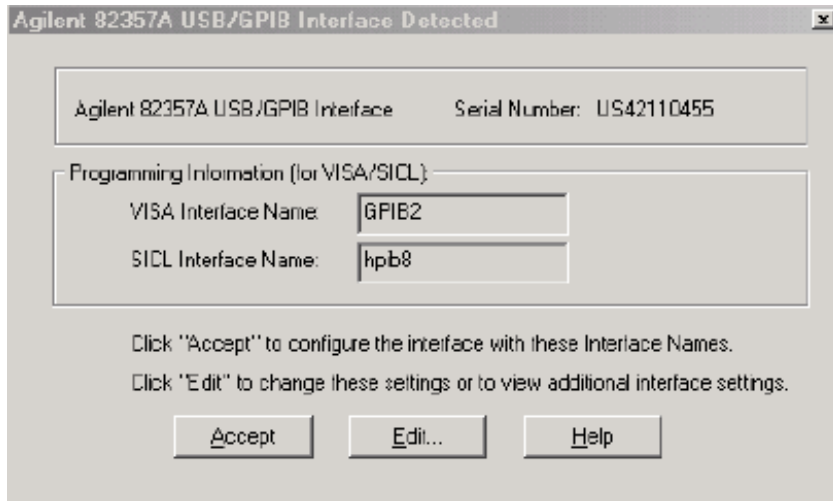 Agilent 82357A USB/GPIB Interface Detected
Agilent 82357A USB/GPIB Interface Serial Number: US42110455
Programming Information (for VISA/SICL):
VISA Interface Name: GPIB2
SICL Interface Name: hpib8
Click "Accept" to configure the interface with these Interface Names.
Click "Edit" to change these settings or to view additional interface settings.
Accept Edit... Help